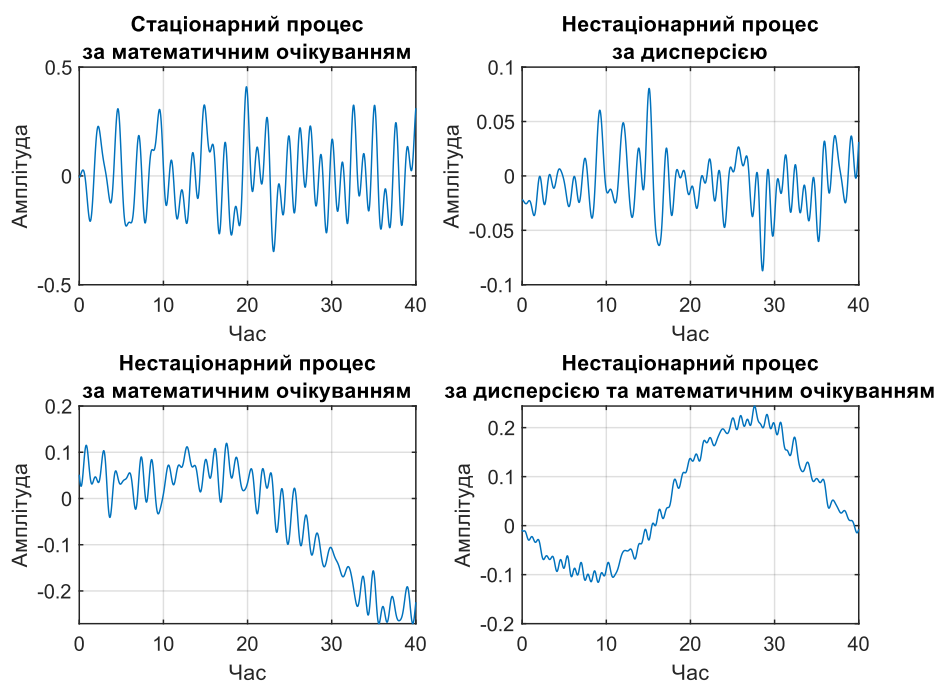 Стаціонарний процес
за математичним очікуванням
0.5
0
-0.5
Амплітуда
0 10 20 30 40
Час
Нестаціонарний процес
за дисперсією
0.1
0.05
0
-0.05
-0.1
Амплітуда
0 10 20 30 40
Час
Нестаціонарний процес
за математичним очікуванням
0.2
0.1
0
-0.1
-0.2
Амплітуда
0 10 20 30 40
Час
Нестаціонарний процес
за дисперсією та математичним очікуванням
0.2
0.1
0
-0.1
-0.2
Амплітуда
0 10 20 30 40
Час